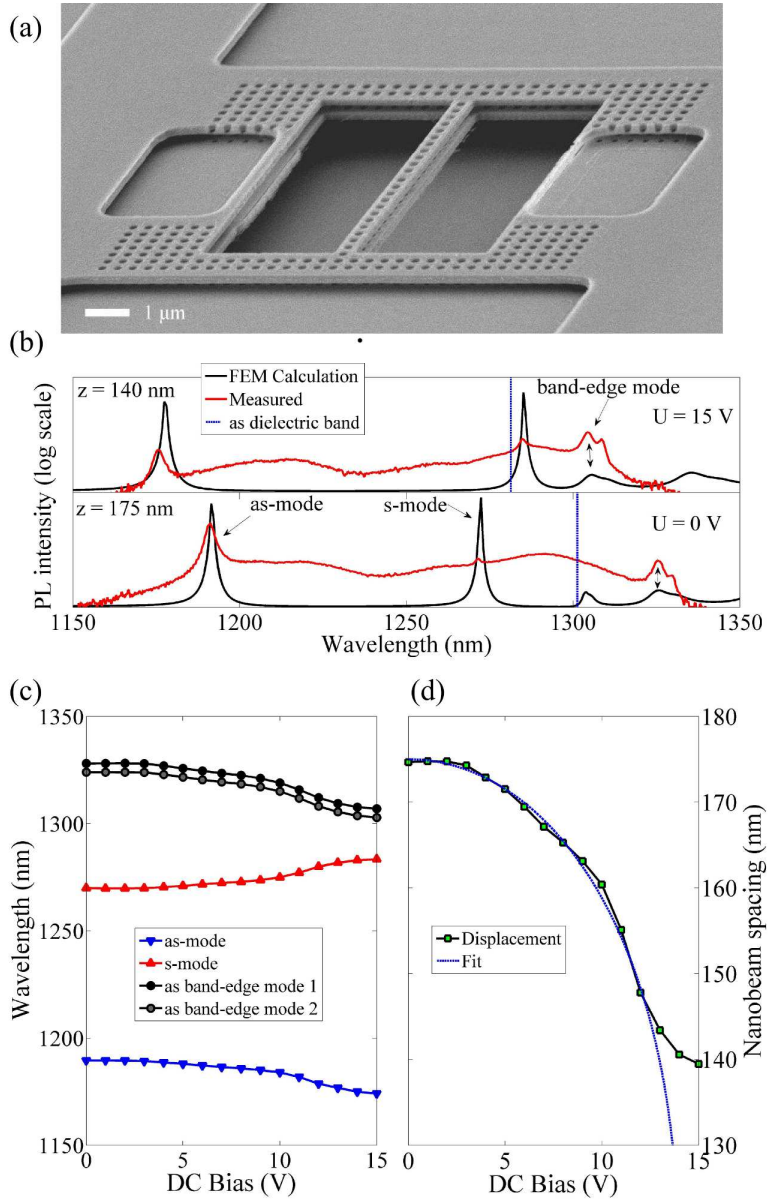 (a)
1 μm
(b)
z = 140 nm
FEM Calculation
Measured
as dielectric band
band-edge mode
U = 15 V
z = 175 nm
as-mode
s-mode
U = 0 V
PL intensity (log scale)
1150 1200 1250 1300 1350
Wavelength (nm)
(c)
1350
1300
1250
1200
1150
Wavelength (nm)
as-mode
s-mode
as band-edge mode 1
as band-edge mode 2
0 5 10 15
DC Bias (V)
(d)
180
170
160
150
140
130
Nanobeam spacing (nm)
Displacement
Fit
0 5 10 15
DC Bias (V)